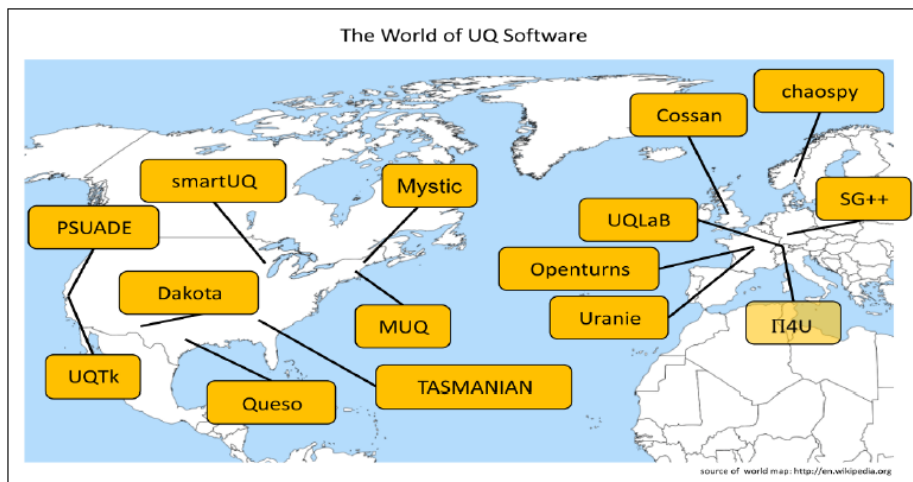 The World of UQ Software
chaospy
Cossan
smartUQ
Mystic
SG++
PSUADE
UQLaB
Openturns
Dakota
Uranie
MUQ
Π4U
UQTk
TASMANIAN
Queso
source of world map: http://en.wikipedia.org